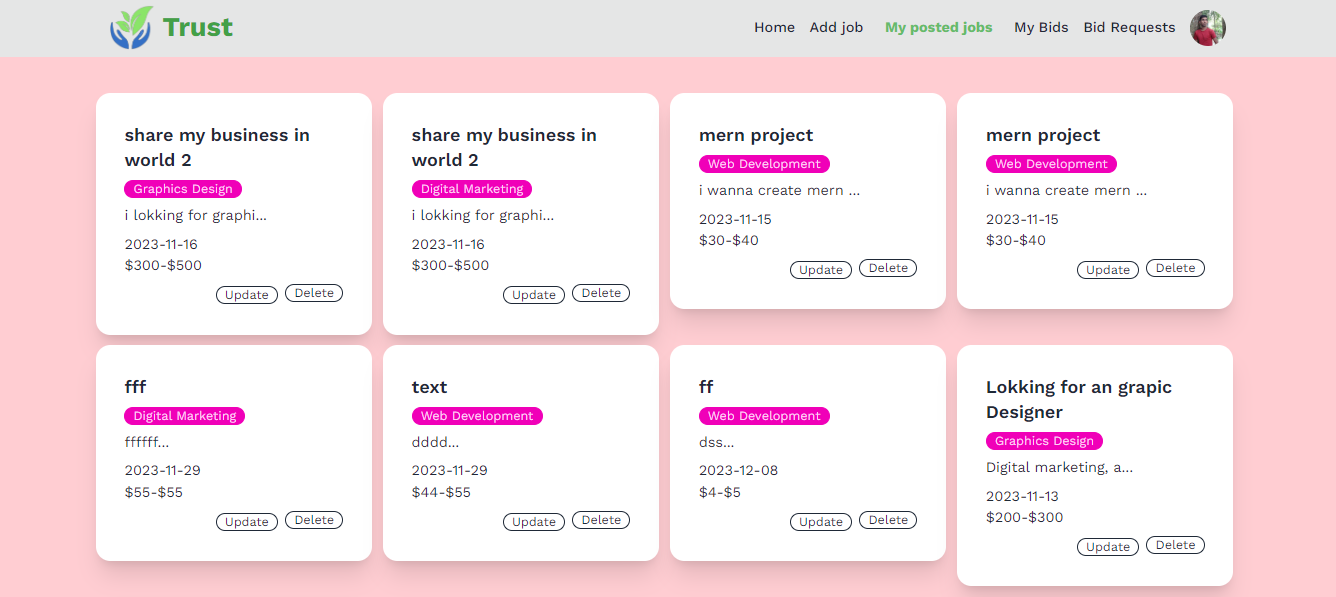 Trust
Home Add job My posted jobs My Bids Bid Requests
share my business in
world 2
Graphics Design
i lokking for graphi...
2023-11-16
$300-$500
Update Delete
share my business in
world 2
Digital Marketing
i lokking for graphi...
2023-11-16
$300-$500
Update Delete
mern project
Web Development
i wanna create mern ...
2023-11-15
$30-$40
Update Delete
mern project
Web Development
i wanna create mern ...
2023-11-15
$30-$40
Update Delete
fff
Digital Marketing
ffffff...
2023-11-29
$55-$55
Update Delete
text
Web Development
dddd...
2023-11-29
$44-$55
Update Delete
ff
Web Development
dss...
2023-12-08
$4-$5
Update Delete
Lokking for an grapic
Designer
Graphics Design
Digital marketing, a...
2023-11-13
$200-$300
Update Delete